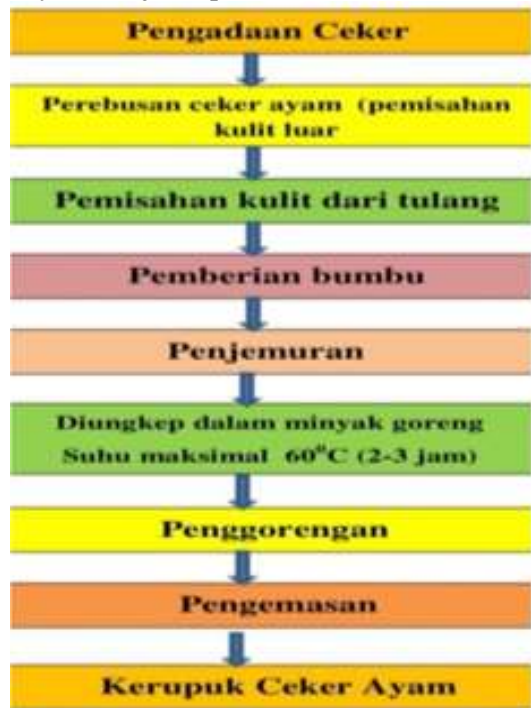 Pengadaan Ceker
Perebusan ceker ayam (pemisahan
kulit luar
Pemisahan kulit dari tulang
Pemberian bumbu
Penjemuran
Diungkep dalam minyak goreng
Suhu maksimal 60⁰C (2-3 jam)
Penggorengan
Pengemasan
Kerupuk Ceker Ayam